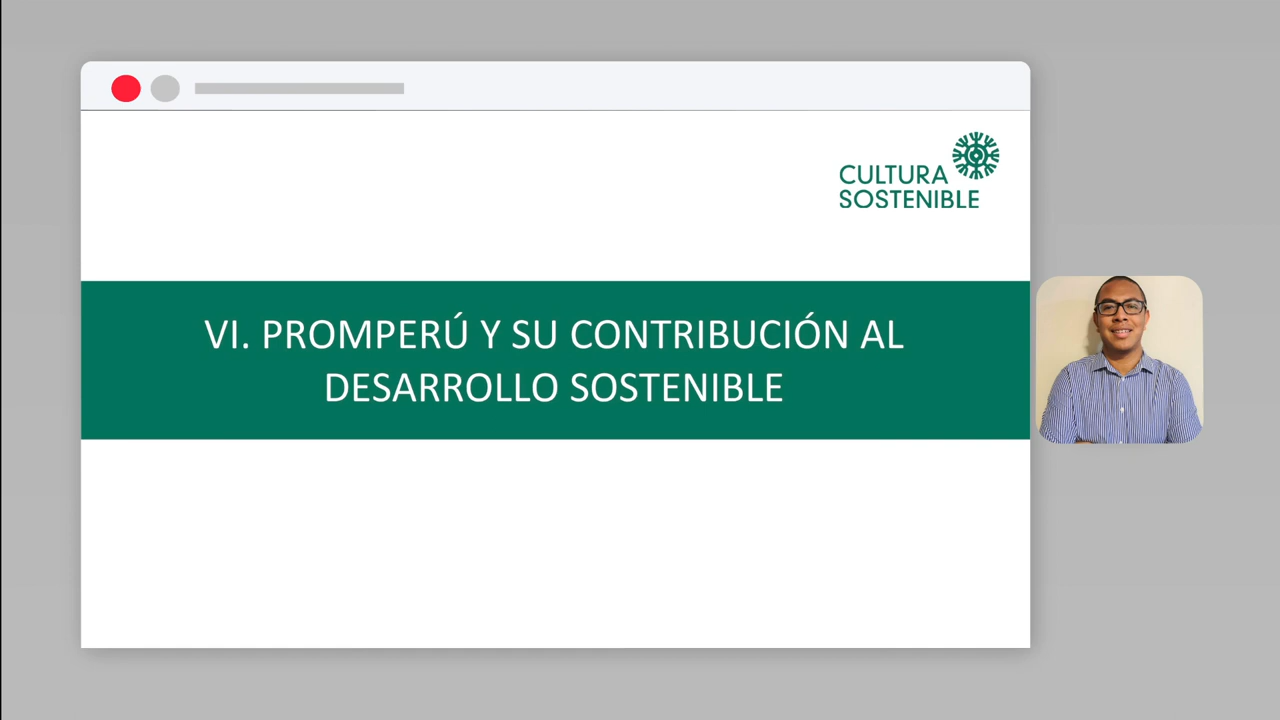 CULTURA
SOSTENIBLE
VI. PROMPERÚ Y SU CONTRIBUCIÓN AL
DESARROLLO SOSTENIBLE